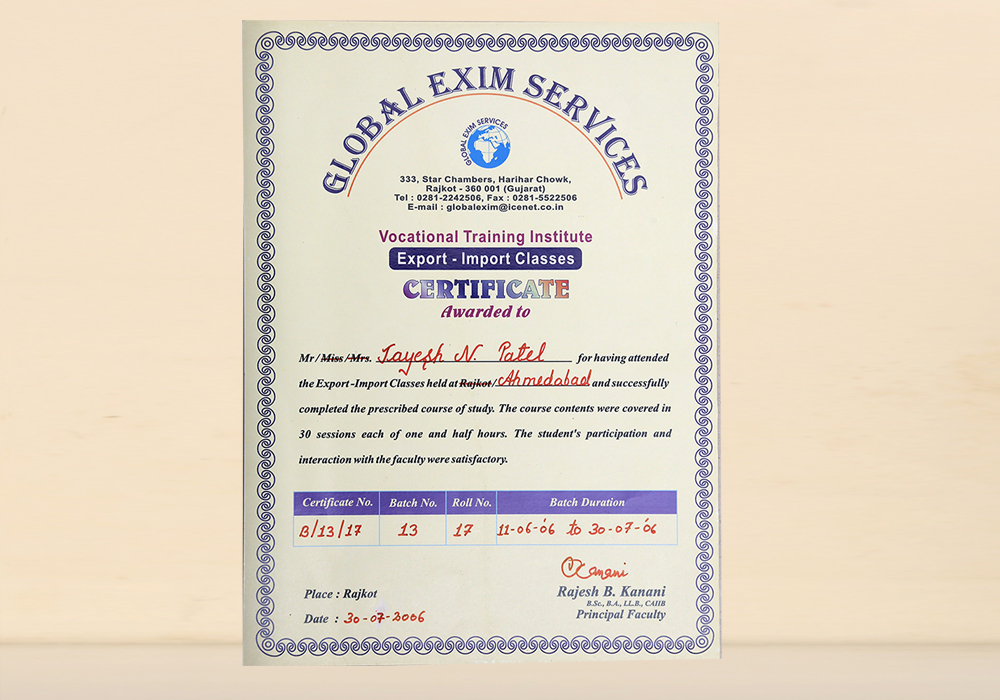 GLOBAL EXIM SERVICES
GLOBAL EXIM SERVICES
333, Star Chambers, Harihar Chowk,
Rajkot - 360 001 (Gujarat)
Tel : 0281-2242506, Fax : 0281-5522506
E-mail : globalexim@icenet.co.in
Vocational Training Institute
Export - Import Classes
CERTIFICATE
Awarded to
Mr / Miss / Mrs. Jayesh N. Patel for having attended
the Export-Import Classes held at Rajkot / Ahmedabad and successfully
completed the prescribed course of study. The course contents were covered in
30 sessions each of one and half hours. The student's participation and
interaction with the faculty were satisfactory.
Certificate No. Batch No. Roll No. Batch Duration
B/13/17 13 17 11-06-'06 to 30-07-'06
Kanani
Place : Rajkot
Rajesh B. Kanani
B.Sc., B.A., LL.B., CAIIB
Principal Faculty
Date : 30-07-2006